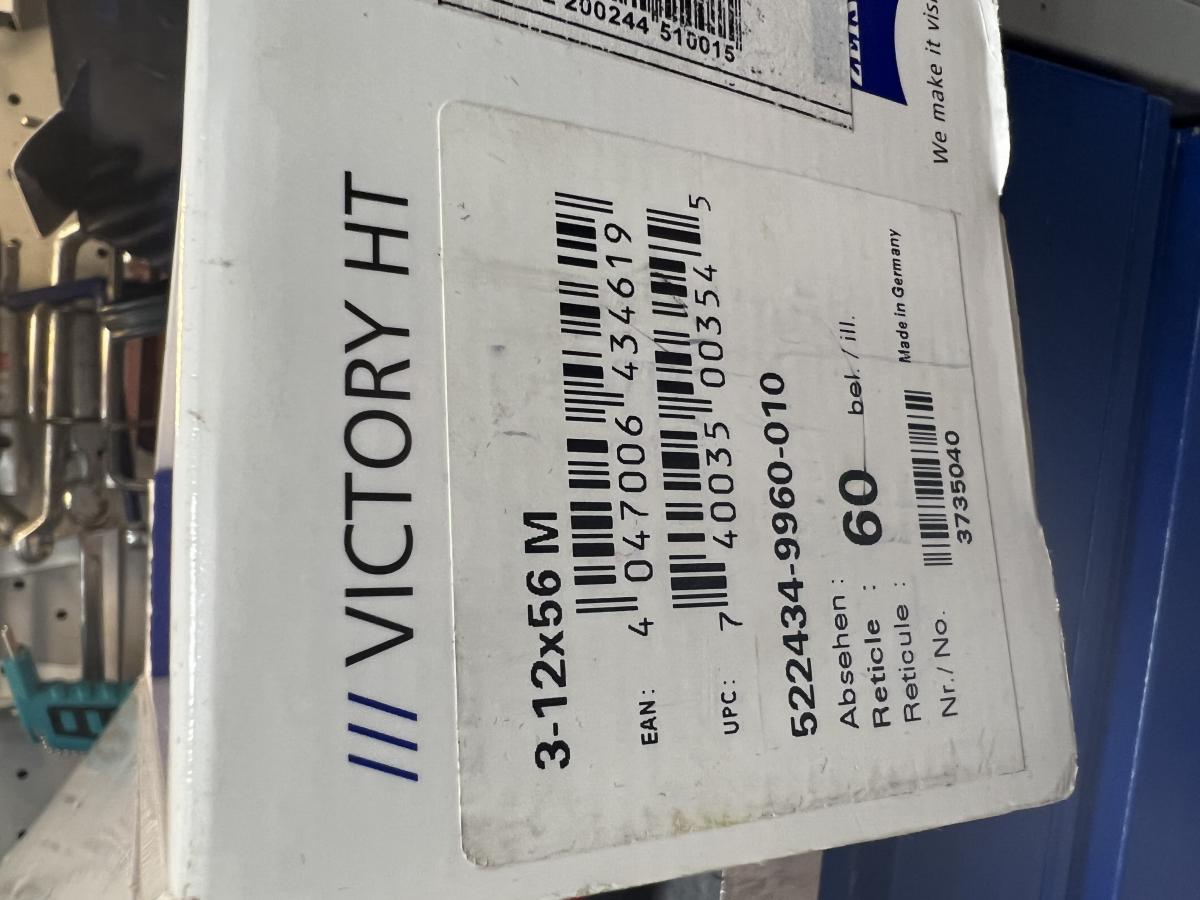 200244 510015
/// VICTORY HT
We make it
3-12x56 M
EAN: 4 047006 434619
UPC: 7 40035 00354 5
522434-9960-010
Absehen :
Reticle : 60 bel. / ill.
Reticule :
Made in Germany
Nr./ No.
3735040